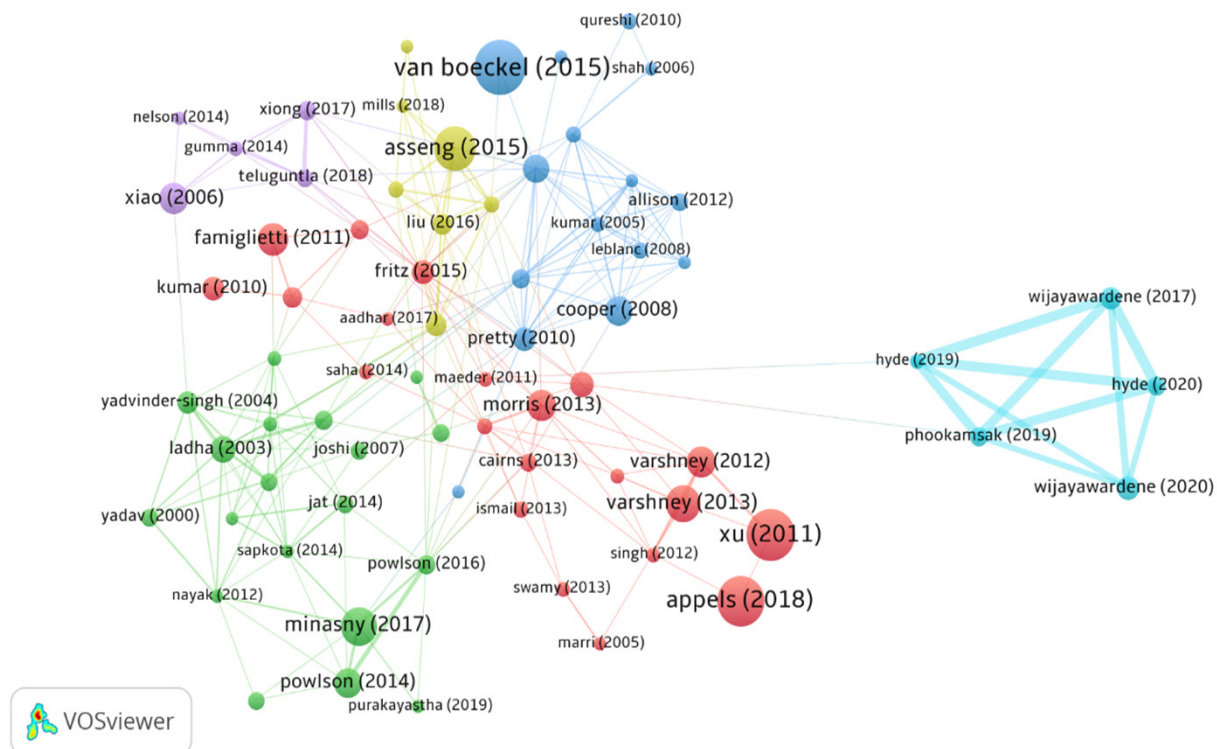 qureshi (2010)
van boeckel (2015)
shah (2006)
nelson (2014)
xiong (2017)
mills (2018)
gumma (2014)
asseng (2015)
teluguntla (2018)
xiao (2006)
allison (2012)
liu (2016)
kumar (2005)
famiglietti (2011)
leblanc (2008)
fritz (2015)
kumar (2010)
wijayawardene (2017)
aadhar (2017)
cooper (2008)
pretty (2010)
hyde (2019)
saha (2014)
maeder (2011)
hyde (2020)
yadvinder-singh (2004)
morris (2013)
phookamsak (2019)
ladha (2003)
joshi (2007)
cairns (2013)
varshney (2012)
wijayawardene (2020)
yadav (2000)
jat (2014)
ismail (2013)
varshney (2013)
xu (2011)
sapkota (2014)
powlson (2016)
singh (2012)
nayak (2012)
swamy (2013)
appels (2018)
minasny (2017)
marri (2005)
powlson (2014)
purakayastha (2019)
VOSviewer